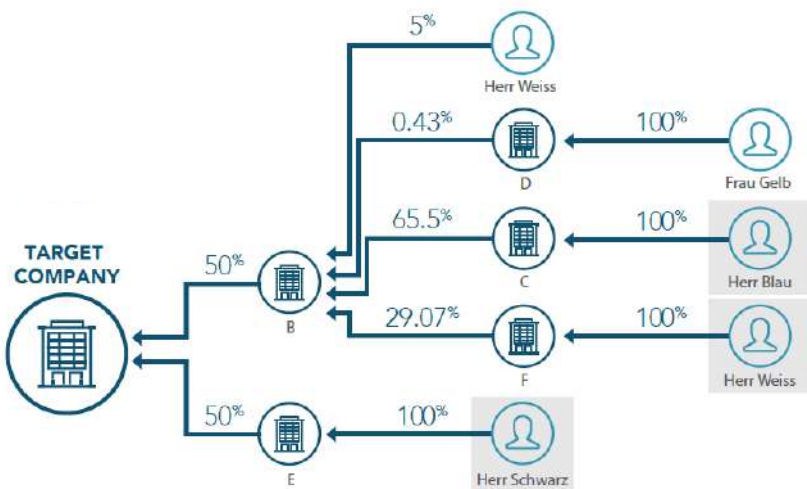 5%
Herr Weiss
0.43%
100%
D
Frau Gelb
65.5%
100%
TARGET
COMPANY
50%
C
Herr Blau
B
29.07%
100%
F
Herr Weiss
50%
100%
E
Herr Schwarz